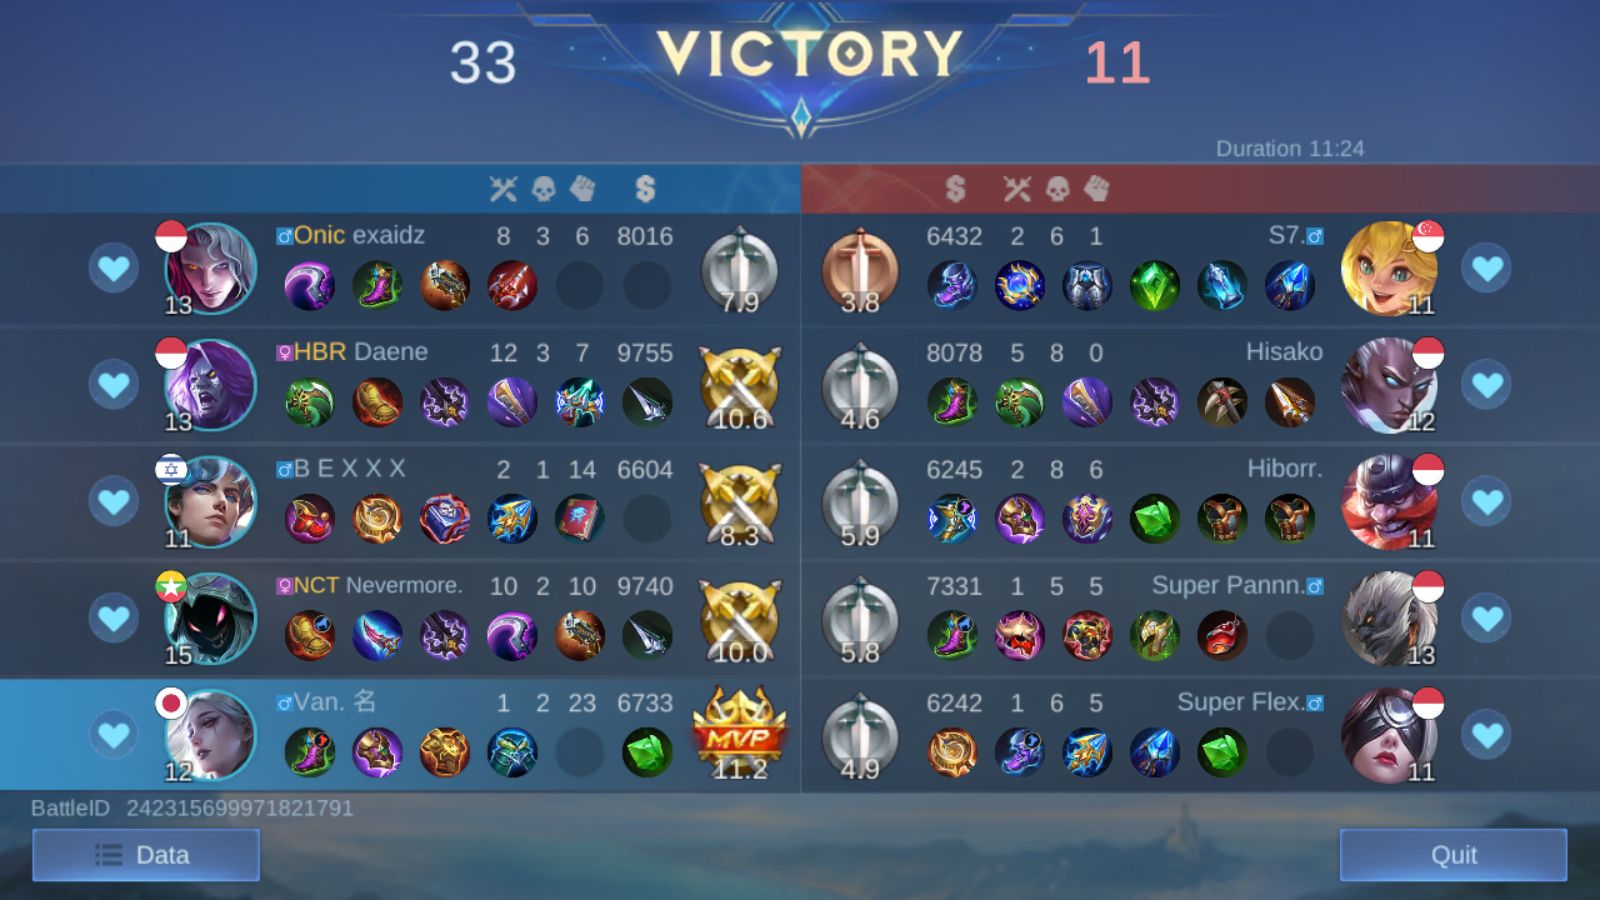 33 VICTORY 11
Duration 11:24
Onic exaidz 8 3 6 8016
13 7.9
6432 2 6 1 S7.
3.8 11
HBR Daene 12 3 7 9755
13 10.6
8078 5 8 0 Hisako
4.6 12
B E X X X 2 1 14 6604
11 8.3
6245 2 8 6 Hiborr.
5.9 11
NCT Nevermore. 10 2 10 9740
15 10.0
7331 1 5 5 Super Pannn.
5.8 13
Van. 名 1 2 23 6733
12 MVP 11.2
6242 1 6 5 Super Flex.
4.9 11
BattleID 242315699971821791
Data Quit